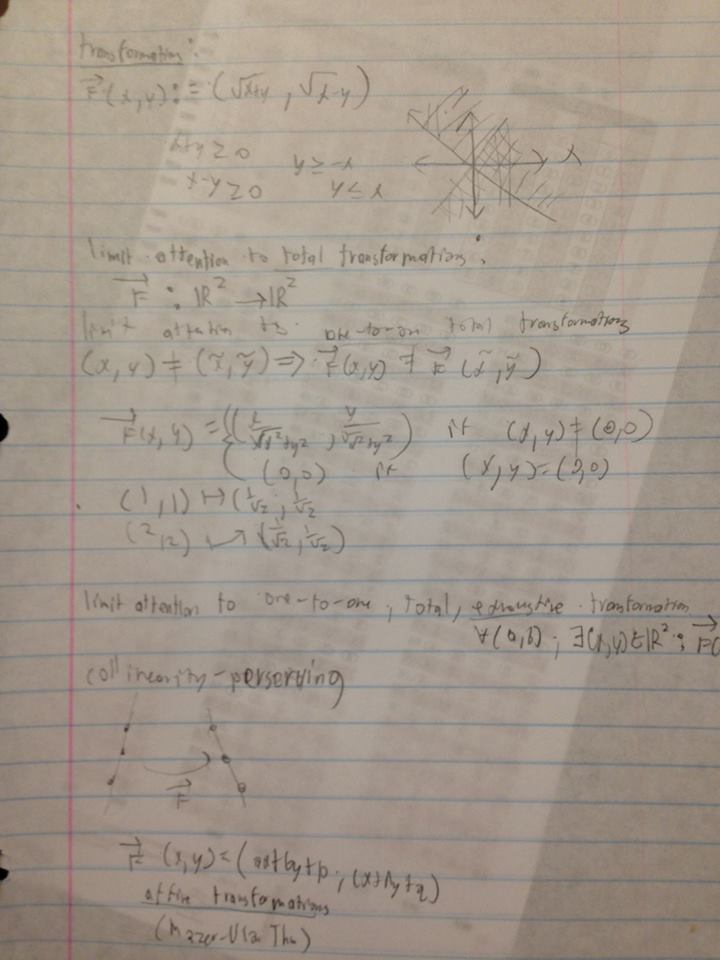 transformation:
F⃗(x,y) := (√x+y , √x-y)
x+y ≥ 0
x-y ≥ 0
y ≥ -x
y ≤ x
x
limit attention to total transformations:
F⃗ : ℝ² → ℝ²
limit attention to one-to-one total transformations
(x, y) ≠ (x̃, ỹ) ⇒ F⃗(x,y) ≠ F⃗(x̃, ỹ)
F⃗(x, y) = { (x/√x²+y² , y/√x²+y²) if (x,y) ≠ (0,0)
(0,0) if (x,y)=(0,0)
(1,1) ↦ (1/√2 , 1/√2
(2,2) ↦ (1/√2, 1/√2)
limit attention to one-to-one, total, exhaustive transformation
∀(a,b), ∃(x,y)∈ℝ² : F⃗(
collinearity-perserving
F⃗
F⃗ (x,y) = (ax+by+p, cx+dy+q)
affine transformations
(Mazer-Ulam Thm)